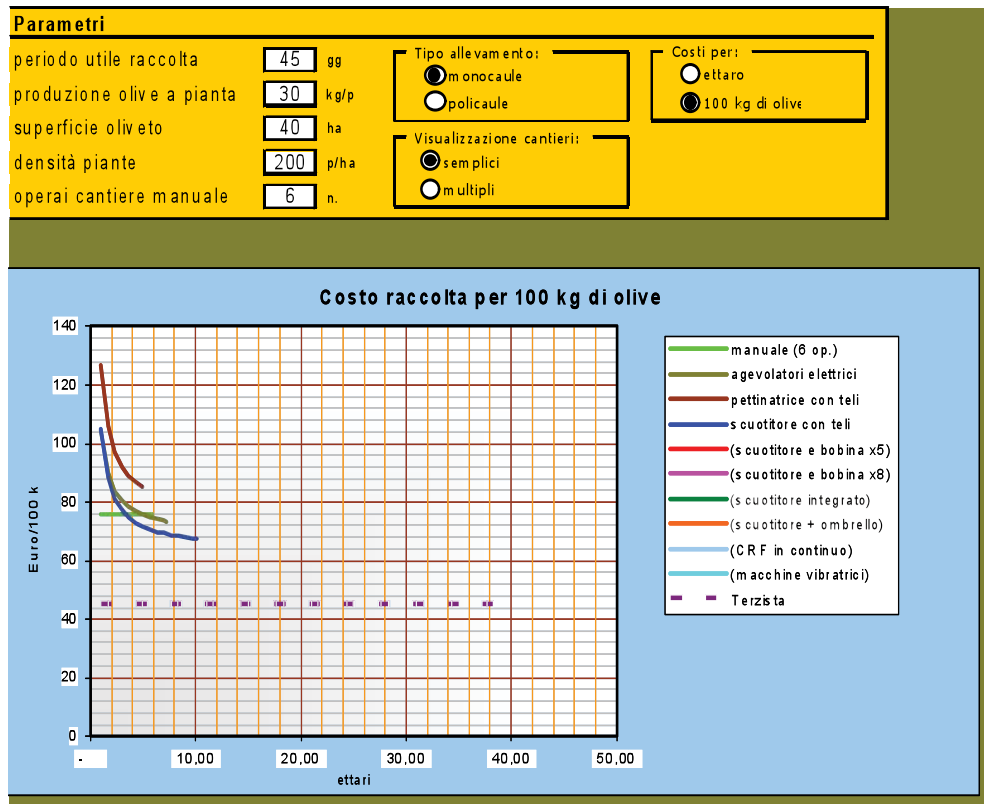 Parametri
periodo utile raccolta 45 gg
produzione olive a pianta 30 kg/p
superficie oliveto 40 ha
densità piante 200 p/ha
operai cantiere manuale 6 n.
Tipo allevamento:
monocaule
policaule
Visualizzazione cantieri:
semplici
multipli
Costi per:
ettaro
100 kg di olive
Costo raccolta per 100 kg di olive
140
120
100
80
60
40
20
0
Euro/100 k
- 10,00 20,00 30,00 40,00 50,00
ettari
manuale (6 op.)
agevolatori elettrici
pettinatrice con teli
scuotitore con teli
(scuotitore e bobina x5)
(scuotitore e bobina x8)
(scuotitore integrato)
(scuotitore + ombrello)
(CRF in continuo)
(macchine vibratrici)
Terzista